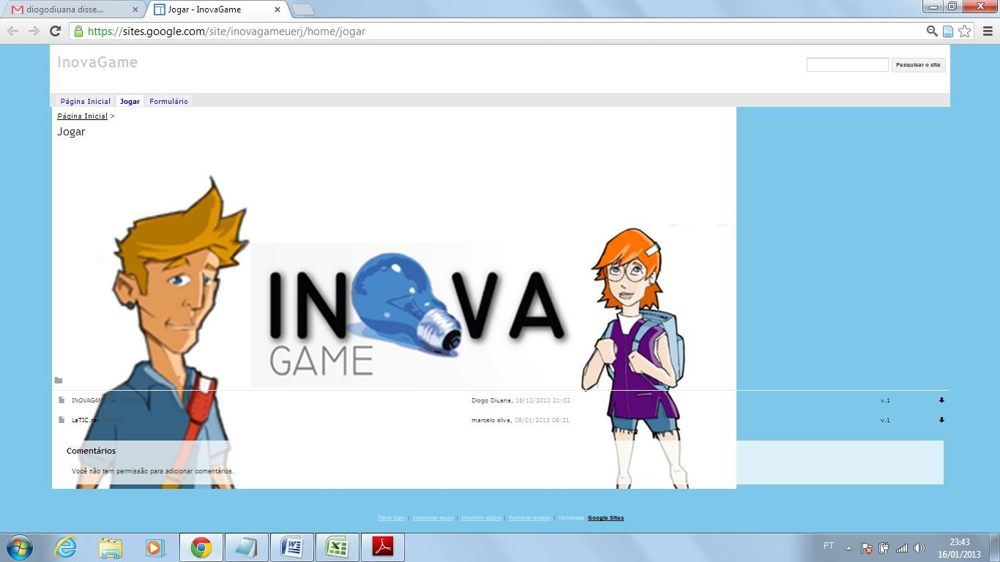 diogodiuana disse...
Jogar - InovaGame
https://sites.google.com/site/inovagameuerj/home/jogar
InovaGame
Pesquisar o site
Página Inicial Jogar Formulário
Página Inicial >
Jogar
INOVA
GAME
INOVAGAME.jar Diogo Diuana, 16/12/2012 21:02 v.1
LaTIC.rar marcelo silva, 08/01/2013 08:21 v.1
Comentários
Você não tem permissão para adicionar comentários.
Fazer login | Denunciar abuso | Imprimir página | Remover acesso | Tecnologia Google Sites
PT
23:43
16/01/2013